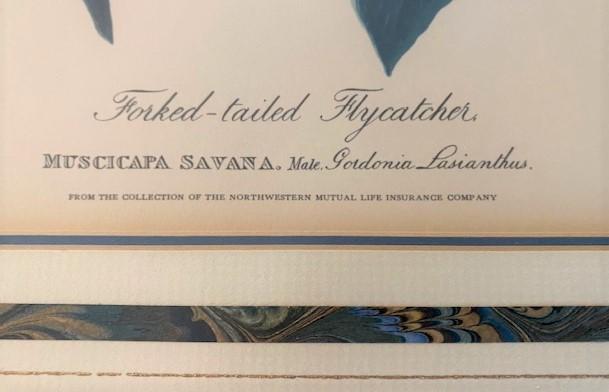 Forked-tailed Flycatcher,
MUSCICAPA SAVANA. Male. Gordonia Lasianthus.
FROM THE COLLECTION OF THE NORTHWESTERN MUTUAL LIFE INSURANCE COMPANY